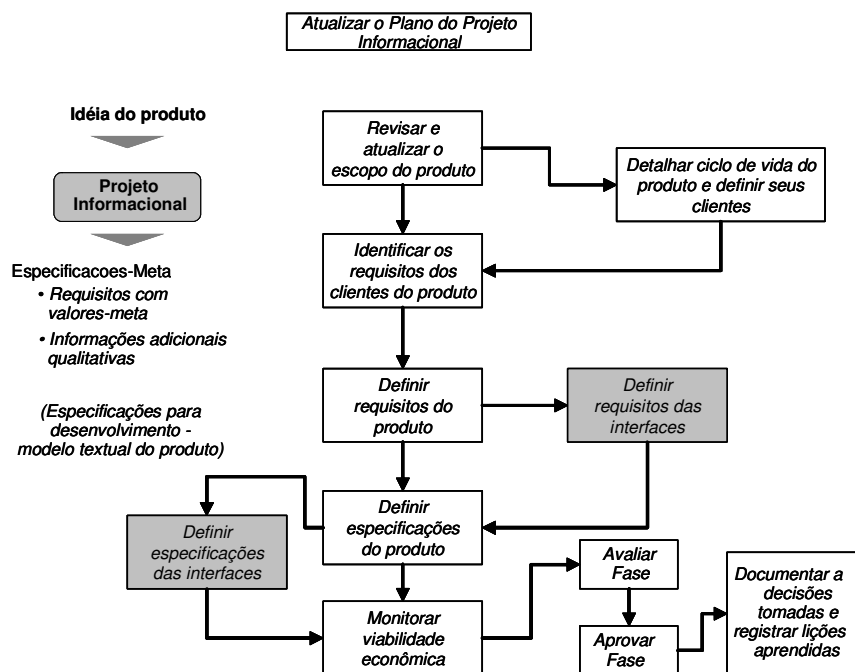 Atualizar o Plano do Projeto
Informacional
Idéia do produto
Projeto
Informacional
Especificacoes-Meta
• Requisitos com
valores-meta
• Informações adicionais
qualitativas
(Especificações para
desenvolvimento -
modelo textual do produto)
Revisar e
atualizar o
escopo do produto
Detalhar ciclo de vida do
produto e definir seus
clientes
Identificar os
requisitos dos
clientes do produto
Definir
requisitos do
produto
Definir
requisitos das
interfaces
Definir
especificações
do produto
Definir
especificações
das interfaces
Monitorar
viabilidade
econômica
Avaliar
Fase
Aprovar
Fase
Documentar a
decisões
tomadas e
registrar lições
aprendidas